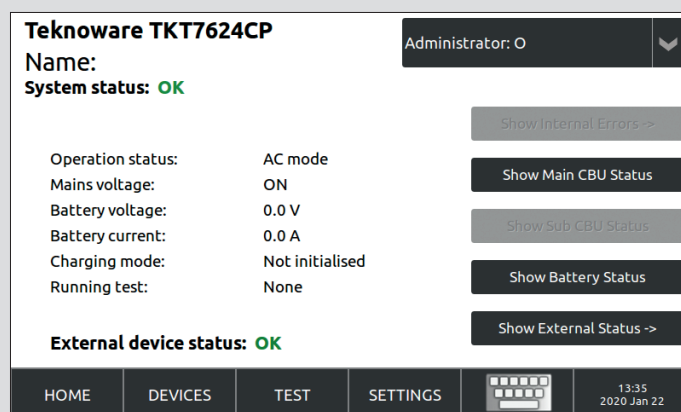 Teknoware TKT7624CP
Administrator: O
Name:
System status: OK
Show Internal Errors ->
Operation status: AC mode
Show Main CBU Status
Mains voltage: ON
Battery voltage: 0.0 V
Show Sub CBU Status
Battery current: 0.0 A
Charging mode: Not initialised
Show Battery Status
Running test: None
Show External Status ->
External device status: OK
HOME
DEVICES
TEST
SETTINGS
13:35
2020 Jan 22